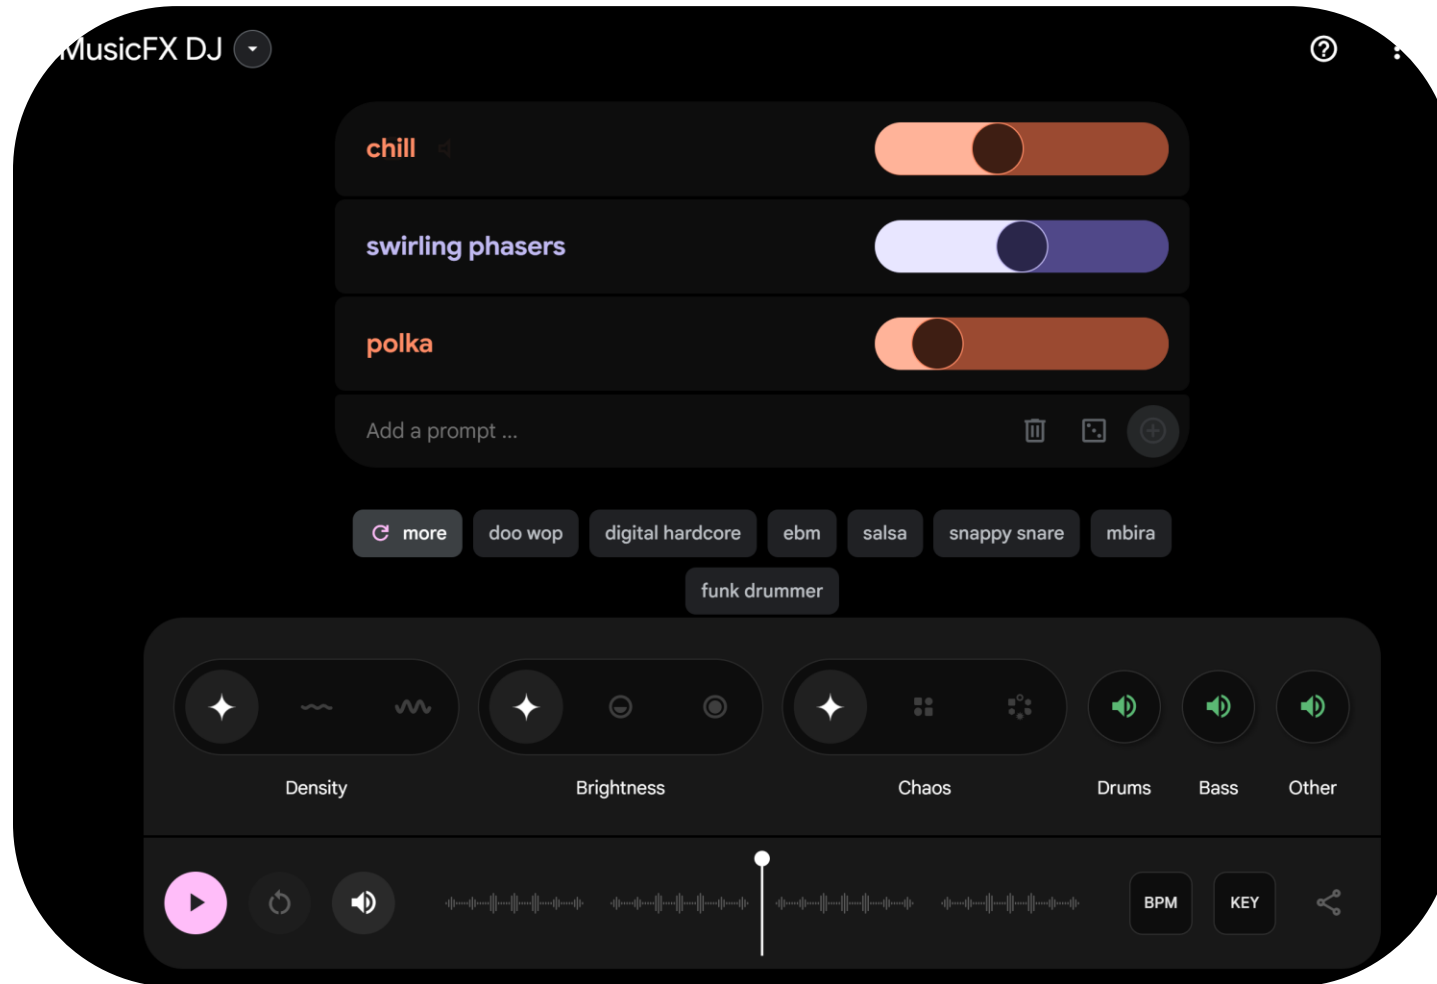 MusicFX DJ
chill
swirling phasers
polka
Add a prompt ...
more doo wop digital hardcore ebm salsa snappy snare mbira
funk drummer
Density Brightness Chaos Drums Bass Other
BPM KEY